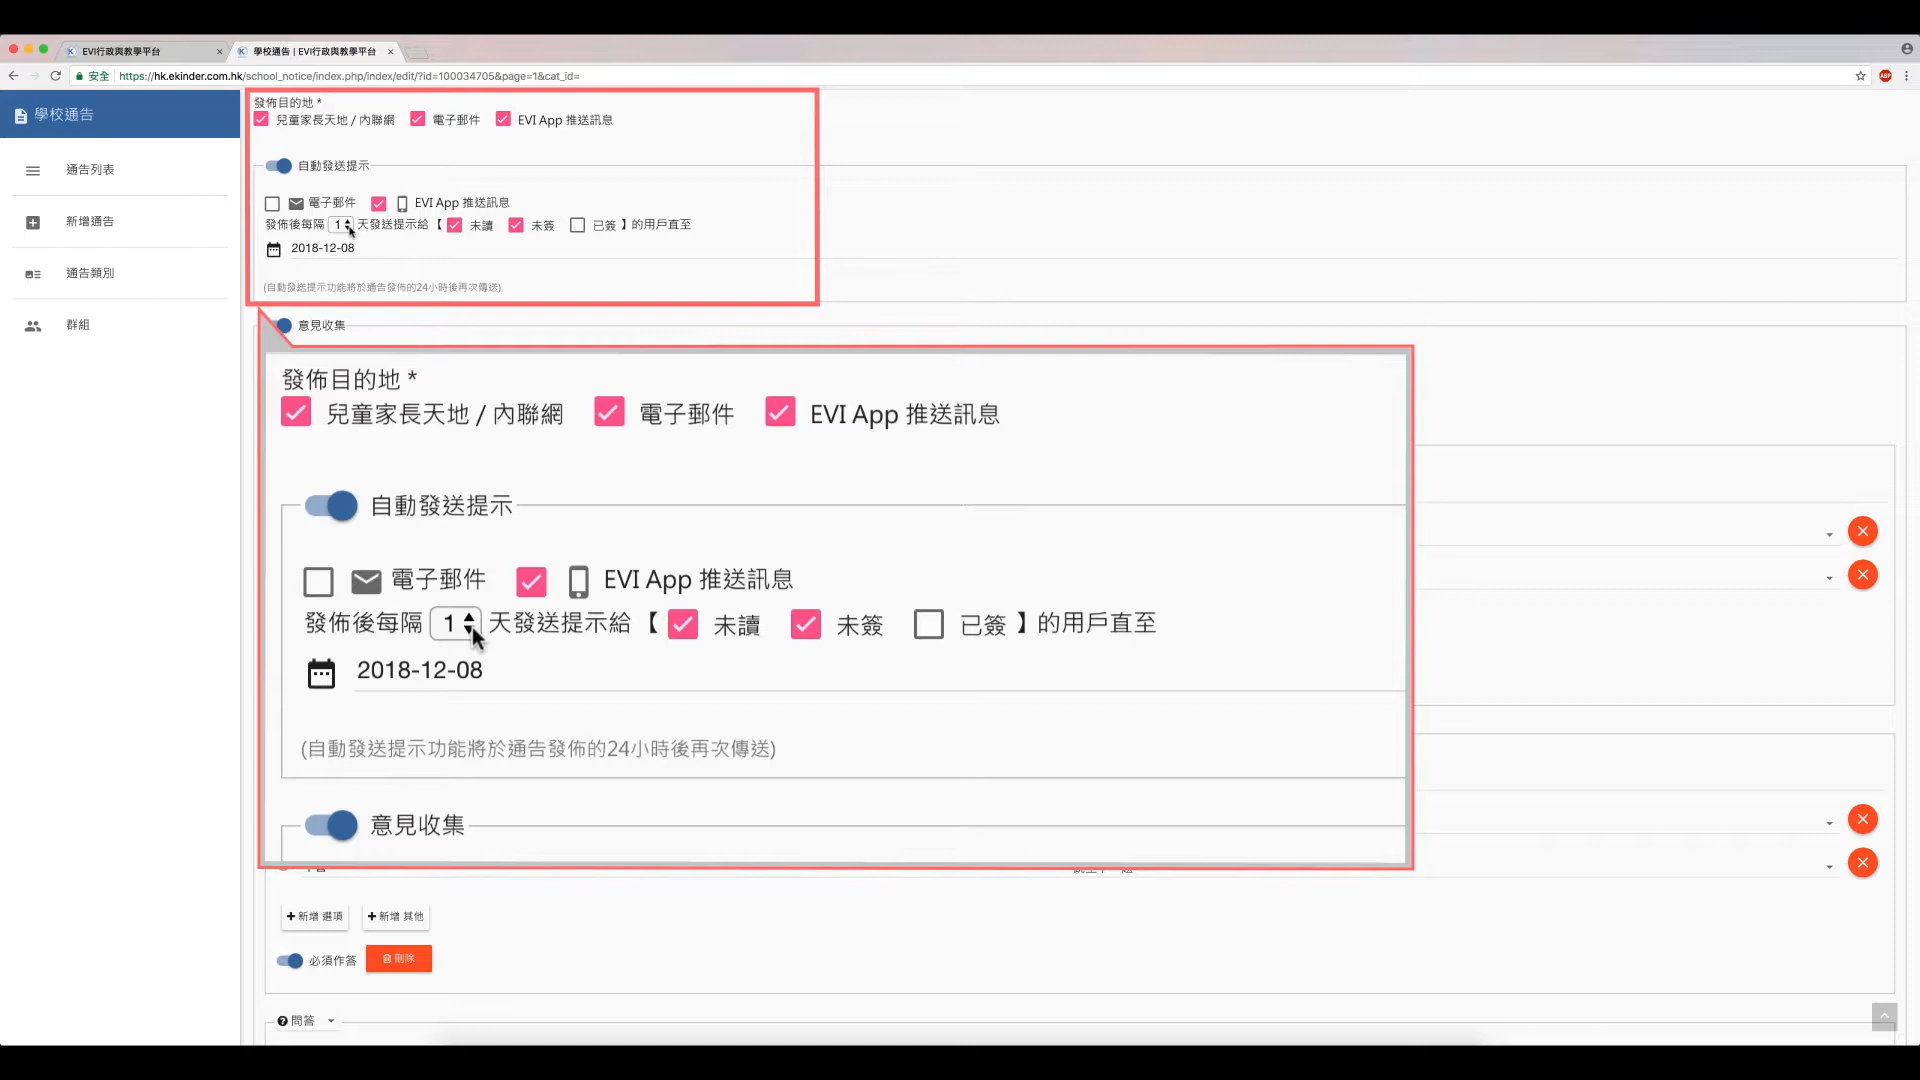 EVI行政與教學平台
學校通告 | EVI行政與教學平台
安全 https://hk.ekinder.com.hk/school_notice/index.php/index/edit/?id=100034705&page=1&cat_id=
ABP
學校通告
通告列表
新增通告
通告類別
群組
發佈目的地 *
兒童家長天地 / 內聯網 電子郵件 EVI App 推送訊息
自動發送提示
電子郵件 EVI App 推送訊息
發佈後每隔 1 天發送提示給【 未讀 未簽 已簽 】的用戶直至
2018-12-08
(自動發送提示功能將於通告發佈的24小時後再次傳送)
意見收集
發佈目的地 *
兒童家長天地 / 內聯網 電子郵件 EVI App 推送訊息
自動發送提示
電子郵件 EVI App 推送訊息
發佈後每隔 1 天發送提示給【 未讀 未簽 已簽 】的用戶直至
2018-12-08
(自動發送提示功能將於通告發佈的24小時後再次傳送)
意見收集
新增 選項 新增 其他
必須作答 刪除
問答